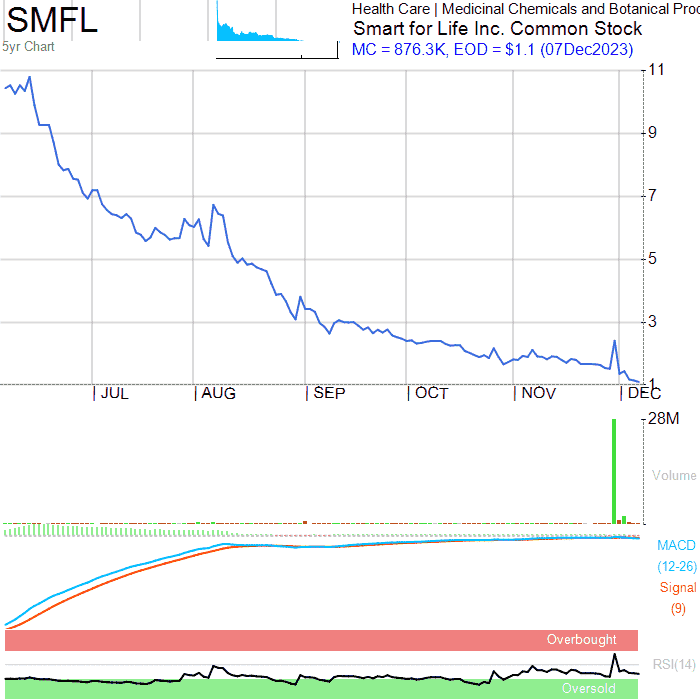 SMFL
5yr Chart
Health Care | Medicinal Chemicals and Botanical Proc
Smart for Life Inc. Common Stock
MC = 876.3K, EOD = $1.1 (07Dec2023)
11
9
7
5
3
1
JUL
AUG
SEP
OCT
NOV
DEC
28M
Volume
MACD
(12-26)
Signal
(9)
Overbought
RSI(14)
Oversold